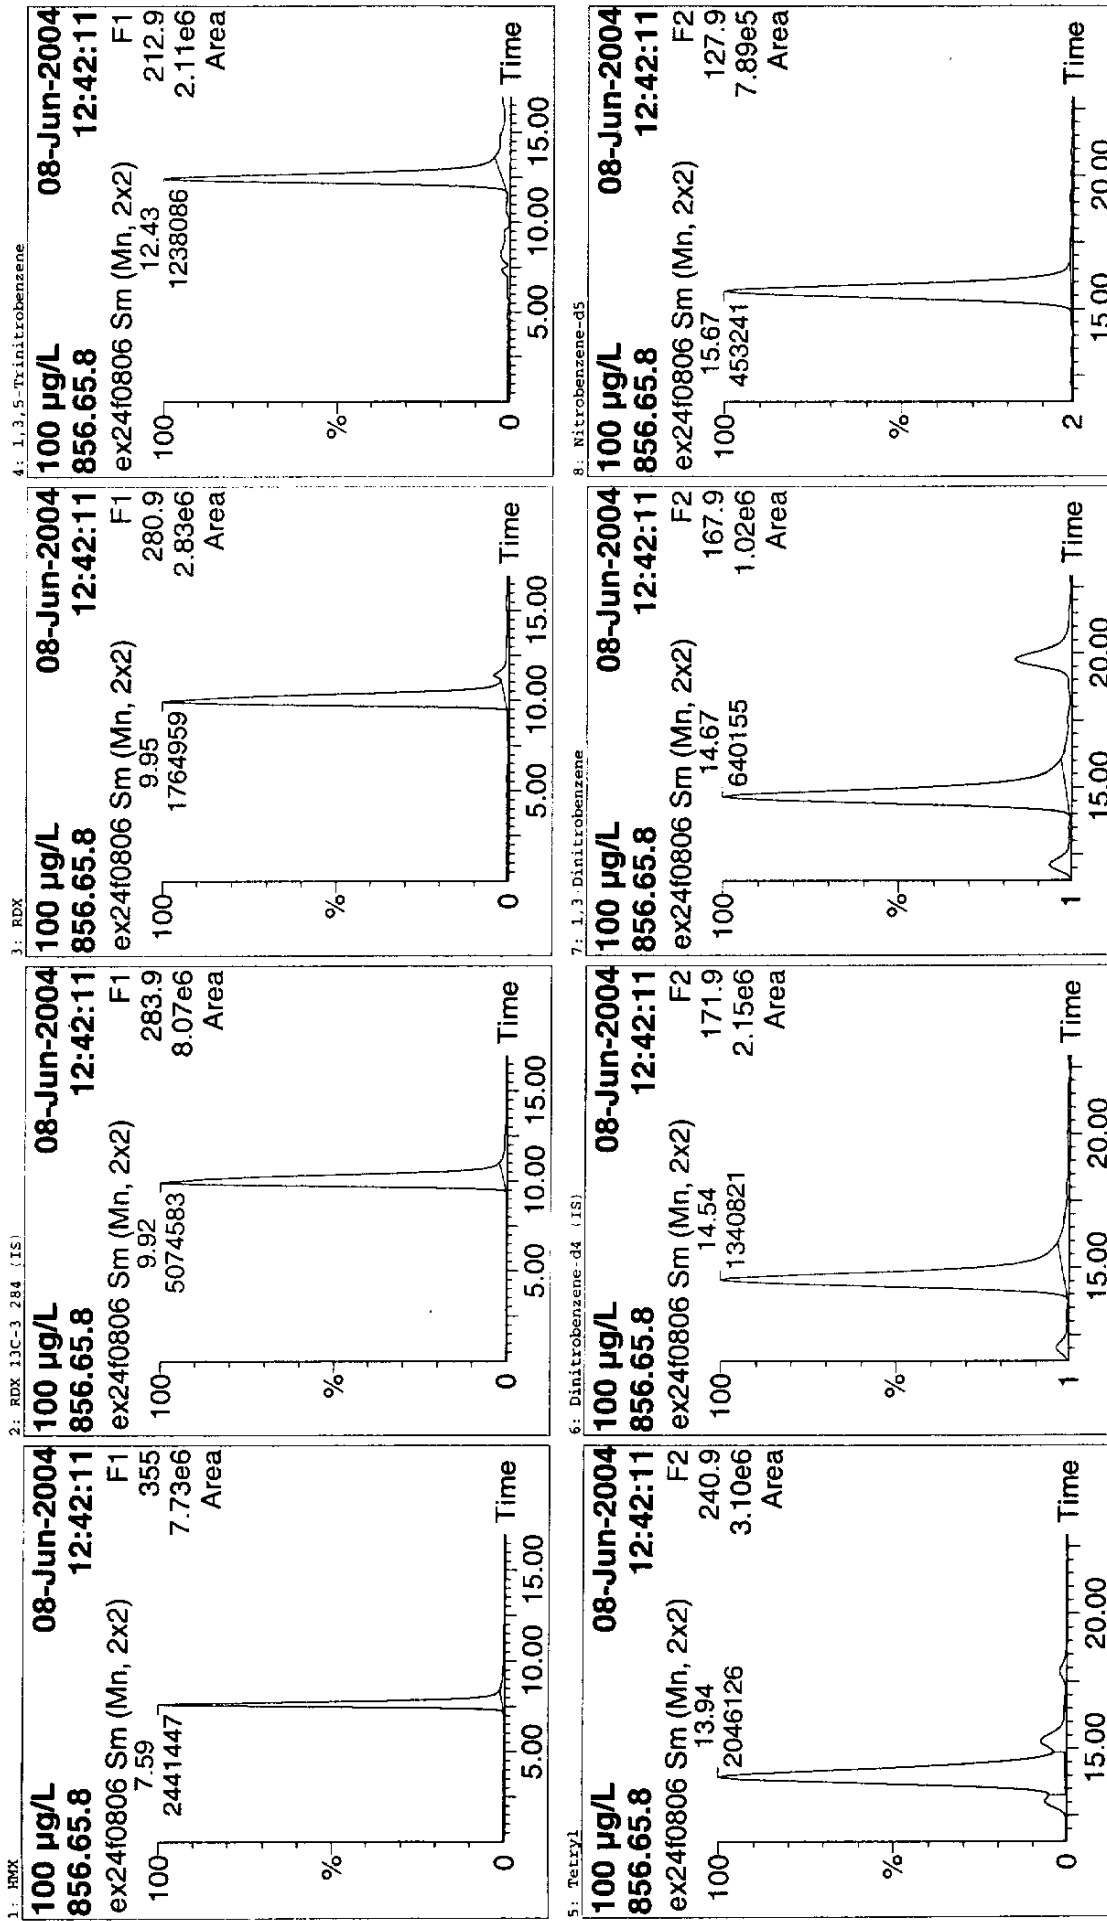 1: HMX
100 µg/L 08-Jun-2004
856.65.8 12:42:11
ex24f0806 Sm (Mn, 2x2) F1
7.59 355
2441447 7.73e6
Area
100
%
0
5.00 10.00 15.00 Time
2: RDX 13C-3 284 (IS)
100 µg/L 08-Jun-2004
856.65.8 12:42:11
ex24f0806 Sm (Mn, 2x2) F1
9.92 283.9
5074583 8.07e6
Area
100
%
0
5.00 10.00 15.00 Time
3: RDX
100 µg/L 08-Jun-2004
856.65.8 12:42:11
ex24f0806 Sm (Mn, 2x2) F1
9.95 280.9
1764959 2.83e6
Area
100
%
0
5.00 10.00 15.00 Time
4: 1,3,5-Trinitrobenzene
100 µg/L 08-Jun-2004
856.65.8 12:42:11
ex24f0806 Sm (Mn, 2x2) F1
12.43 212.9
1238086 2.11e6
Area
100
%
0
5.00 10.00 15.00 Time
5: Tetryl
100 µg/L 08-Jun-2004
856.65.8 12:42:11
ex24f0806 Sm (Mn, 2x2) F2
13.94 240.9
2046126 3.10e6
Area
100
%
0
15.00 20.00 Time
6: Dinitrobenzene-d4 (IS)
100 µg/L 08-Jun-2004
856.65.8 12:42:11
ex24f0806 Sm (Mn, 2x2) F2
14.54 171.9
1340821 2.15e6
Area
100
%
1
15.00 20.00 Time
7: 1,3-Dinitrobenzene
100 µg/L 08-Jun-2004
856.65.8 12:42:11
ex24f0806 Sm (Mn, 2x2) F2
14.67 167.9
640155 1.02e6
Area
100
%
1
15.00 20.00 Time
8: Nitrobenzene-d5
100 µg/L 08-Jun-2004
856.65.8 12:42:11
ex24f0806 Sm (Mn, 2x2) F2
15.67 127.9
453241 7.89e5
Area
100
%
2
15.00 20.00 Time